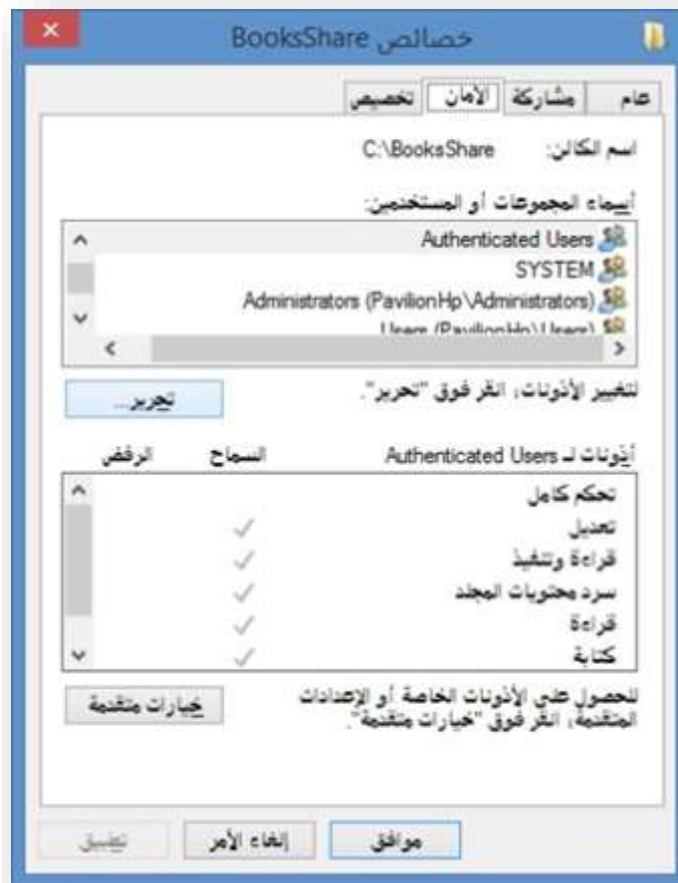 خصائص BooksShare
عام مشاركة الأمان تخصيص
اسم الكائن: C:\BooksShare
أسماء المجموعات أو المستخدمين:
Authenticated Users
SYSTEM
Administrators (PavilionHp\Administrators)
Users (PavilionHp\Users)
لتغيير الأذونات، انقر فوق "تحرير".
تحرير...
أذونات لـ Authenticated Users السماح الرفض
تحكم كامل
تعديل
قراءة وتنفيذ
سرد محتويات المجلد
قراءة
كتابة
للحصول على الأذونات الخاصة أو الإعدادات
المتقدمة، انقر فوق "خيارات متقدمة".
خيارات متقدمة
موافق إلغاء الأمر تطبيق